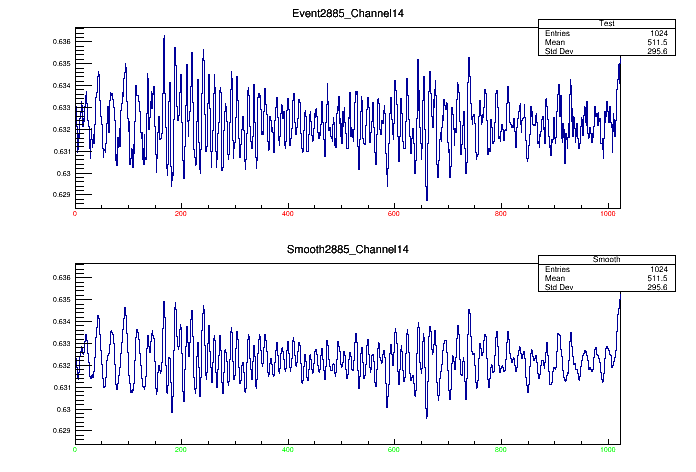 Event2885_Channel14
Test
Entries 1024
Mean 511.5
Std Dev 295.6
0.636
0.635
0.634
0.633
0.632
0.631
0.63
0.629
0 200 400 600 800 1000
Smooth2885_Channel14
Smooth
Entries 1024
Mean 511.5
Std Dev 295.6
0.636
0.635
0.634
0.633
0.632
0.631
0.63
0.629
0 200 400 600 800 1000